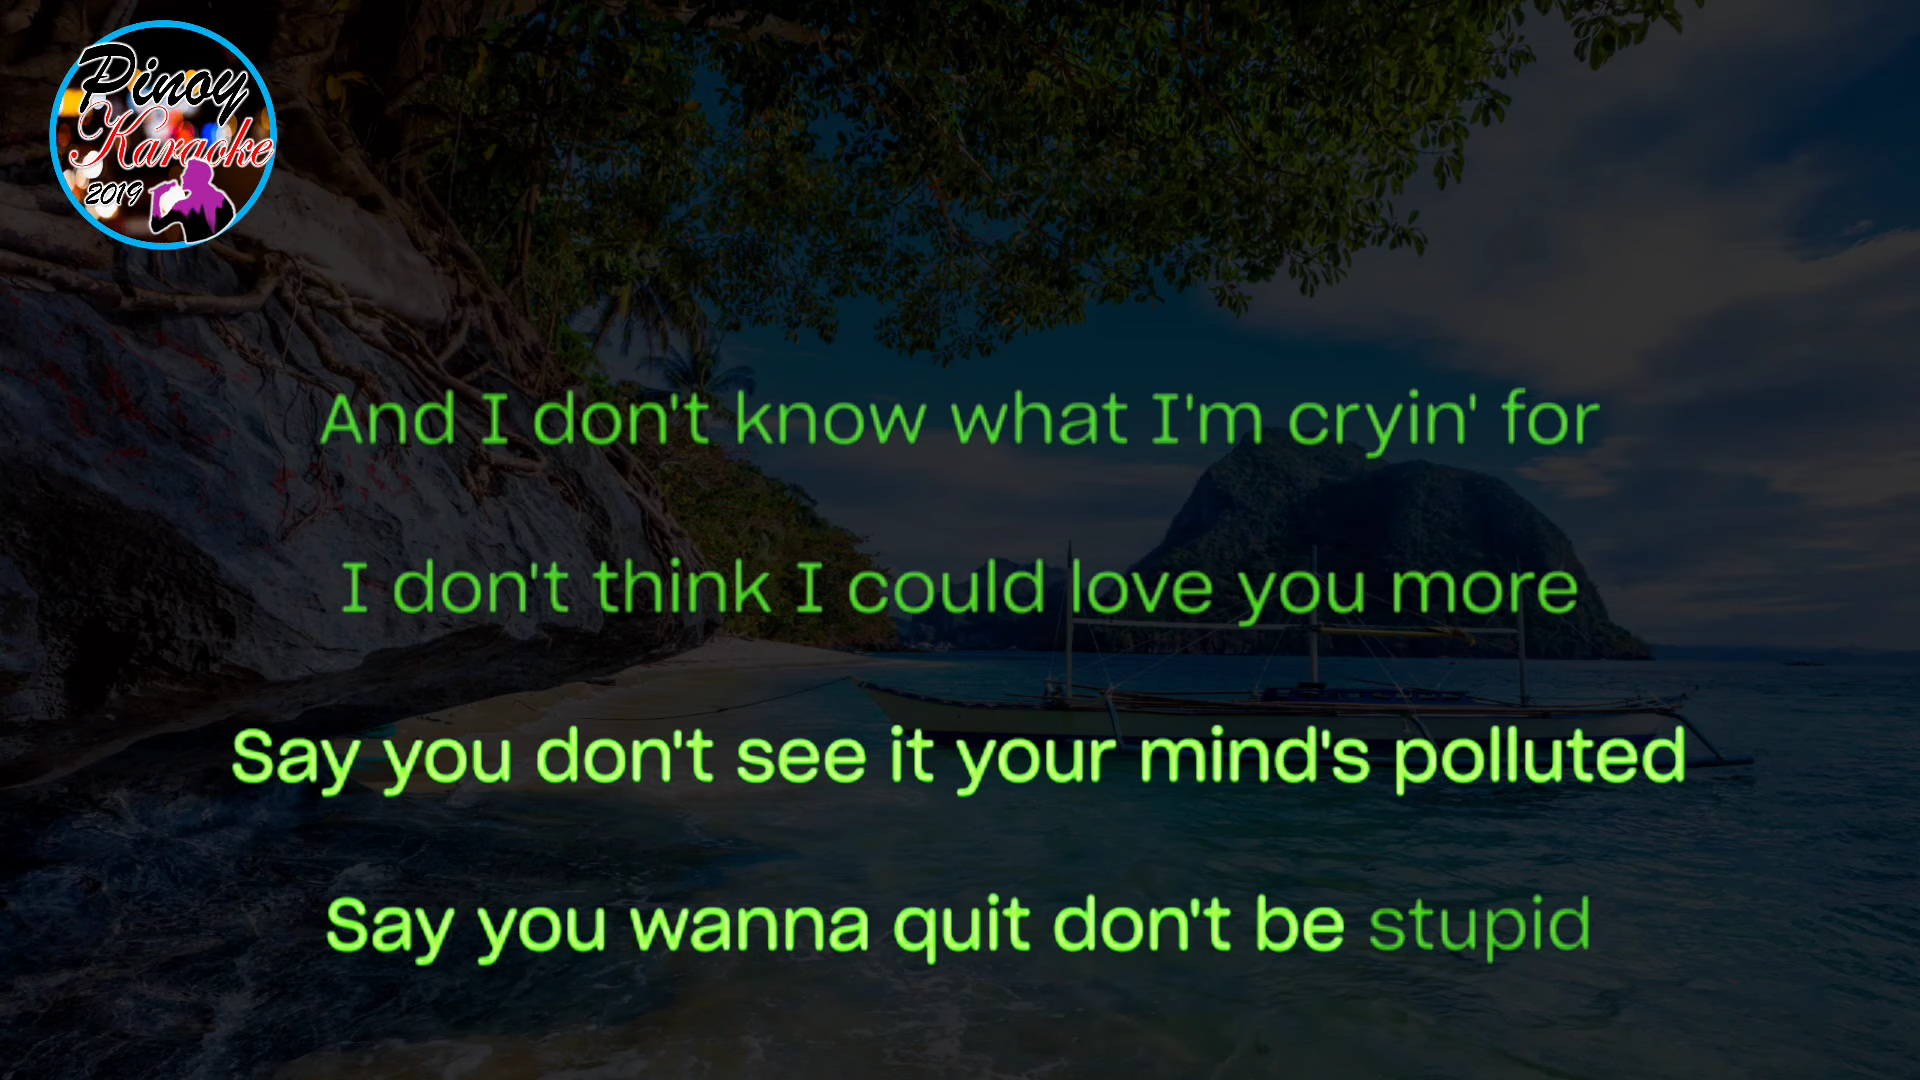 Pinoy
Karaoke
2019
And I don't know what I'm cryin' for
I don't think I could love you more
Say you don't see it your mind's polluted
Say you wanna quit don't be stupid